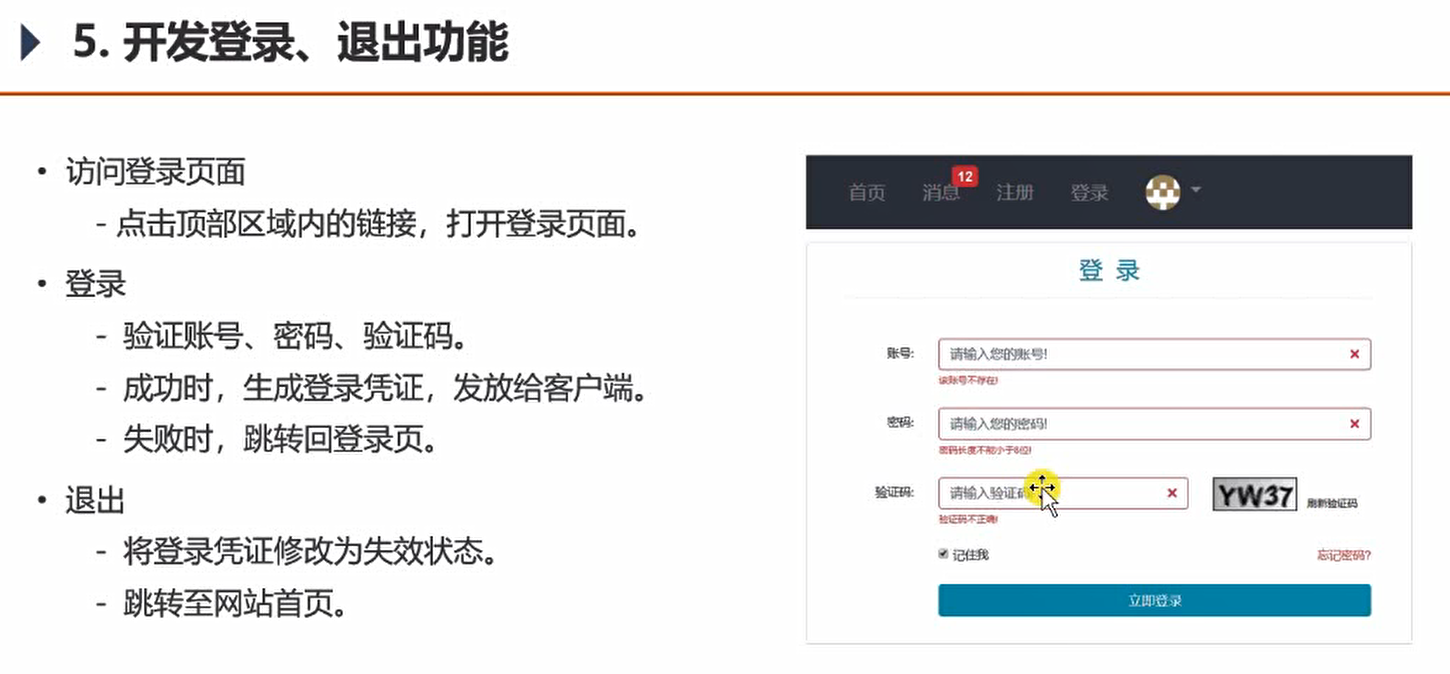 5. 开发登录、退出功能
• 访问登录页面
- 点击顶部区域内的链接，打开登录页面。
• 登录
- 验证账号、密码、验证码。
- 成功时，生成登录凭证，发放给客户端。
- 失败时，跳转回登录页。
• 退出
- 将登录凭证修改为失效状态。
- 跳转至网站首页。
首页 消息 12 注册 登录
登 录
账号: 请输入您的账号!
该账号不存在!
密码: 请输入您的密码!
密码长度不能小于8位!
验证码: 请输入验证码 YW37 刷新验证码
验证码不正确!
记住我 忘记密码?
立即登录